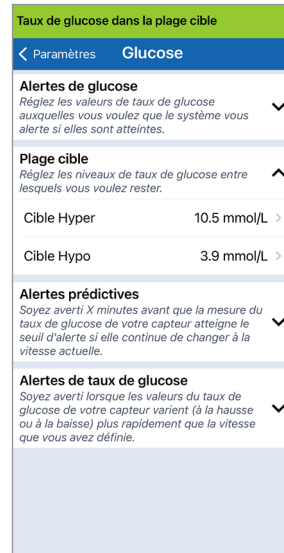 Taux de glucose dans la plage cible
Paramètres Glucose
Alertes de glucose
Réglez les valeurs de taux de glucose
auxquelles vous voulez que le système vous
alerte si elles sont atteintes.
Plage cible
Réglez les niveaux de taux de glucose entre
lesquels vous voulez rester.
Cible Hyper 10.5 mmol/L
Cible Hypo 3.9 mmol/L
Alertes prédictives
Soyez averti X minutes avant que la mesure du
taux de glucose de votre capteur atteigne le
seuil d'alerte si elle continue de changer à la
vitesse actuelle.
Alertes de taux de glucose
Soyez averti lorsque les valeurs du taux de
glucose de votre capteur varient (à la hausse
ou à la baisse) plus rapidement que la vitesse
que vous avez définie.